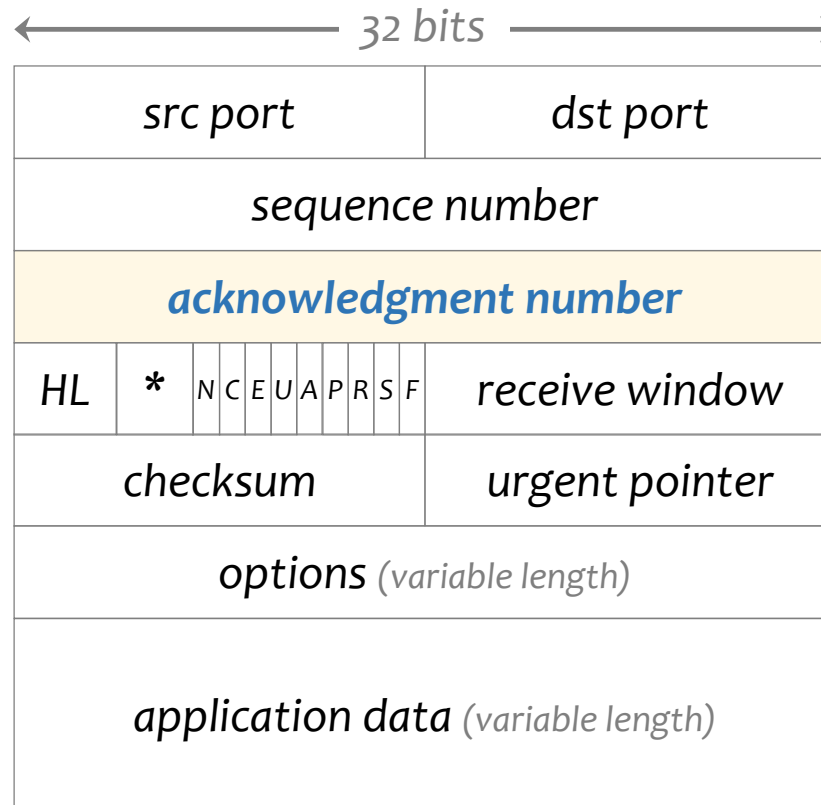 32 bits
src port dst port
sequence number
acknowledgment number
HL * N C E U A P R S F receive window
checksum urgent pointer
options (variable length)
application data (variable length)